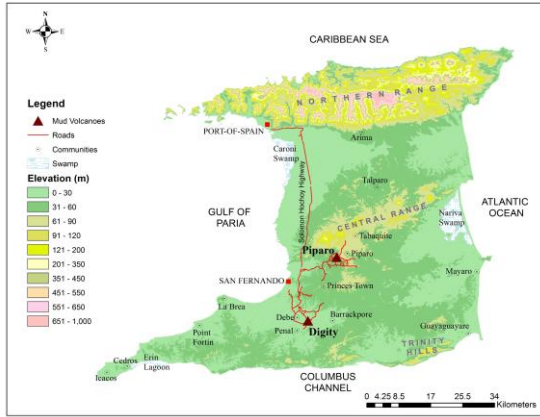 N
W E
S
CARIBBEAN SEA
NORTHERN RANGE
Legend
Mud Volcanoes
Roads
Communities
Swamp
Elevation (m)
0 - 30
31 - 60
61 - 90
91 - 120
121 - 200
201 - 350
351 - 450
451 - 550
551 - 650
651 - 1,000
PORT-OF-SPAIN
Arima
Caroni
Swamp
Solomon Hochoy Highway
Talparo
ATLANTIC
OCEAN
GULF OF
PARIA
CENTRAL RANGE
Nariva
Swamp
Tabaquite
Piparo
Piparo
Mayaro
SAN FERNANDO
Princes Town
La Brea
Debe
Barrackpore
Penal
Digity
Guayaguayare
Point
Fortin
TRINITY
HILLS
Cedros
Erin
Lagoon
Icacos
COLUMBUS
CHANNEL
0 4.25 8.5 17 25.5 34
Kilometers